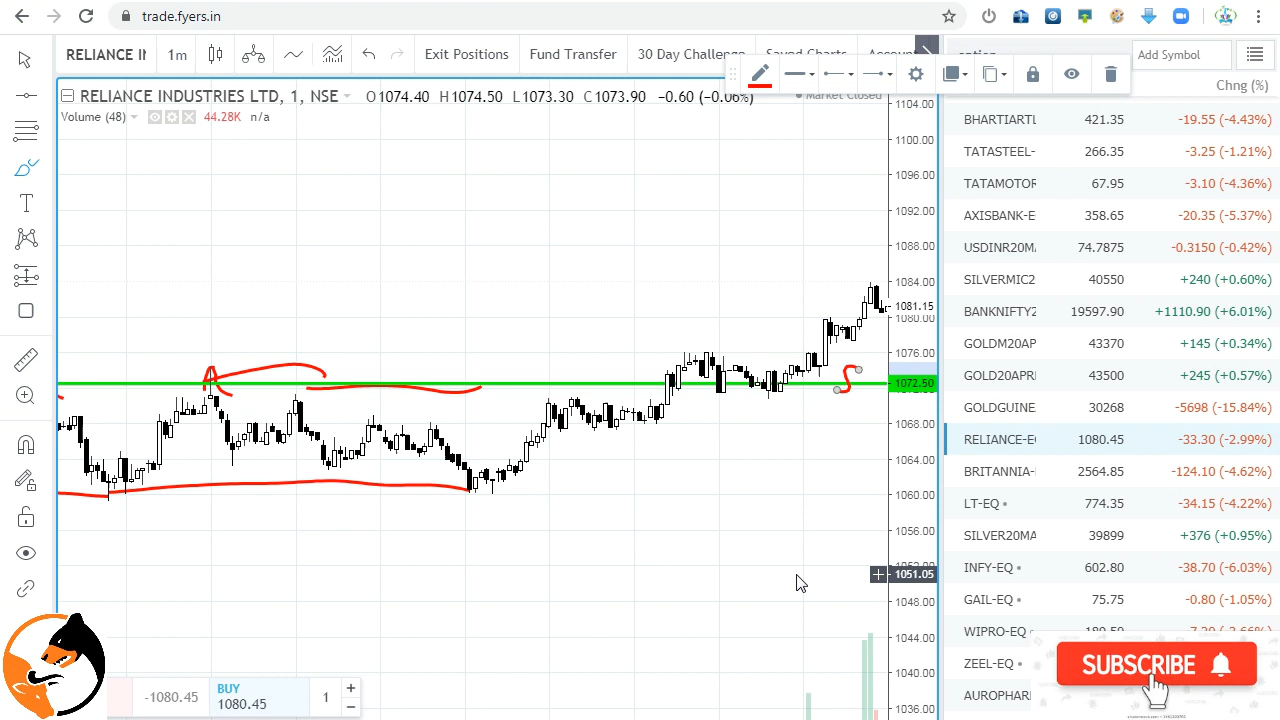 trade.fyers.in
RELIANCE IN 1m Exit Positions Fund Transfer 30 Day Challenge Saved Charts Account option Add Symbol
RELIANCE INDUSTRIES LTD, 1, NSE O1074.40 H1074.50 L1073.30 C1073.90 −0.60 (−0.06%) Market Closed
Volume (48) 44.28K n/a
Chng (%)
BHARTIARTL 421.35 -19.55 (-4.43%)
TATASTEEL- 266.35 -3.25 (-1.21%)
TATAMOTOR 67.95 -3.10 (-4.36%)
AXISBANK-E 358.65 -20.35 (-5.37%)
USDINR20M 74.7875 -0.3150 (-0.42%)
SILVERMIC2 40550 +240 (+0.60%)
BANKNIFTY2 19597.90 +1110.90 (+6.01%)
GOLDM20AP 43370 +145 (+0.34%)
GOLD20APR 43500 +245 (+0.57%)
GOLDGUINE 30268 -5698 (-15.84%)
RELIANCE-E 1080.45 -33.30 (-2.99%)
BRITANNIA- 2564.85 -124.10 (-4.62%)
LT-EQ 774.35 -34.15 (-4.22%)
SILVER20MA 39899 +376 (+0.95%)
INFY-EQ 602.80 -38.70 (-6.03%)
GAIL-EQ 75.75 -0.80 (-1.05%)
WIPRO-EQ
ZEEL-EQ
AUROPHAR
1104.00
1100.00
1096.00
1092.00
1088.00
1084.00
1081.15
1080.00
1076.00
1072.50
1068.00
1064.00
1060.00
1056.00
1051.05
1048.00
1044.00
1040.00
1036.00
-1080.45 BUY 1080.45 1
SUBSCRIBE